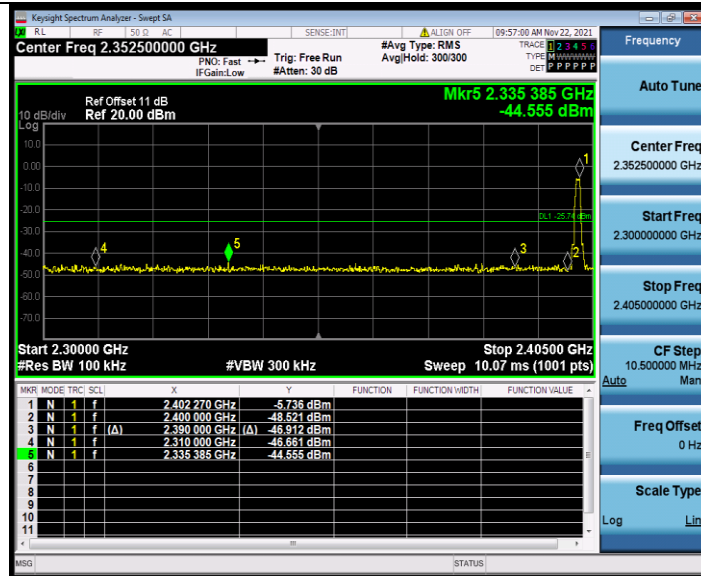 Keysight Spectrum Analyzer - Swept SA
RL RF 50 Ω AC SENSE:INT ALIGN OFF 09:57:00 AM Nov 22, 2021
Center Freq 2.352500000 GHz
PNO: Fast
IFGain:Low
Trig: Free Run
#Atten: 30 dB
#Avg Type: RMS
Avg|Hold: 300/300
TRACE 1 2 3 4 5 6
TYPE M WWWWW
DET P P P P P P
Ref Offset 11 dB
10 dB/div Ref 20.00 dBm
Log
Mkr5 2.335 385 GHz
-44.555 dBm
10.0
0.00
-10.0
-20.0
-30.0
-40.0
-50.0
-60.0
-70.0
1
DL1 -25.74 dBm
4
5
3
2
Start 2.30000 GHz Stop 2.40500 GHz
#Res BW 100 kHz #VBW 300 kHz Sweep 10.07 ms (1001 pts)
MKR MODE TRC SCL X Y FUNCTION FUNCTION WIDTH FUNCTION VALUE
1 N 1 f 2.402 270 GHz -5.736 dBm
2 N 1 f 2.400 000 GHz -48.521 dBm
3 N 1 f (Δ) 2.390 000 GHz (Δ) -46.912 dBm
4 N 1 f 2.310 000 GHz -46.661 dBm
5 N 1 f 2.335 385 GHz -44.555 dBm
6
7
8
9
10
11
MSG STATUS
Frequency
Auto Tune
Center Freq
2.352500000 GHz
Start Freq
2.300000000 GHz
Stop Freq
2.405000000 GHz
CF Step
10.500000 MHz
Auto Man
Freq Offset
0 Hz
Scale Type
Log Lin